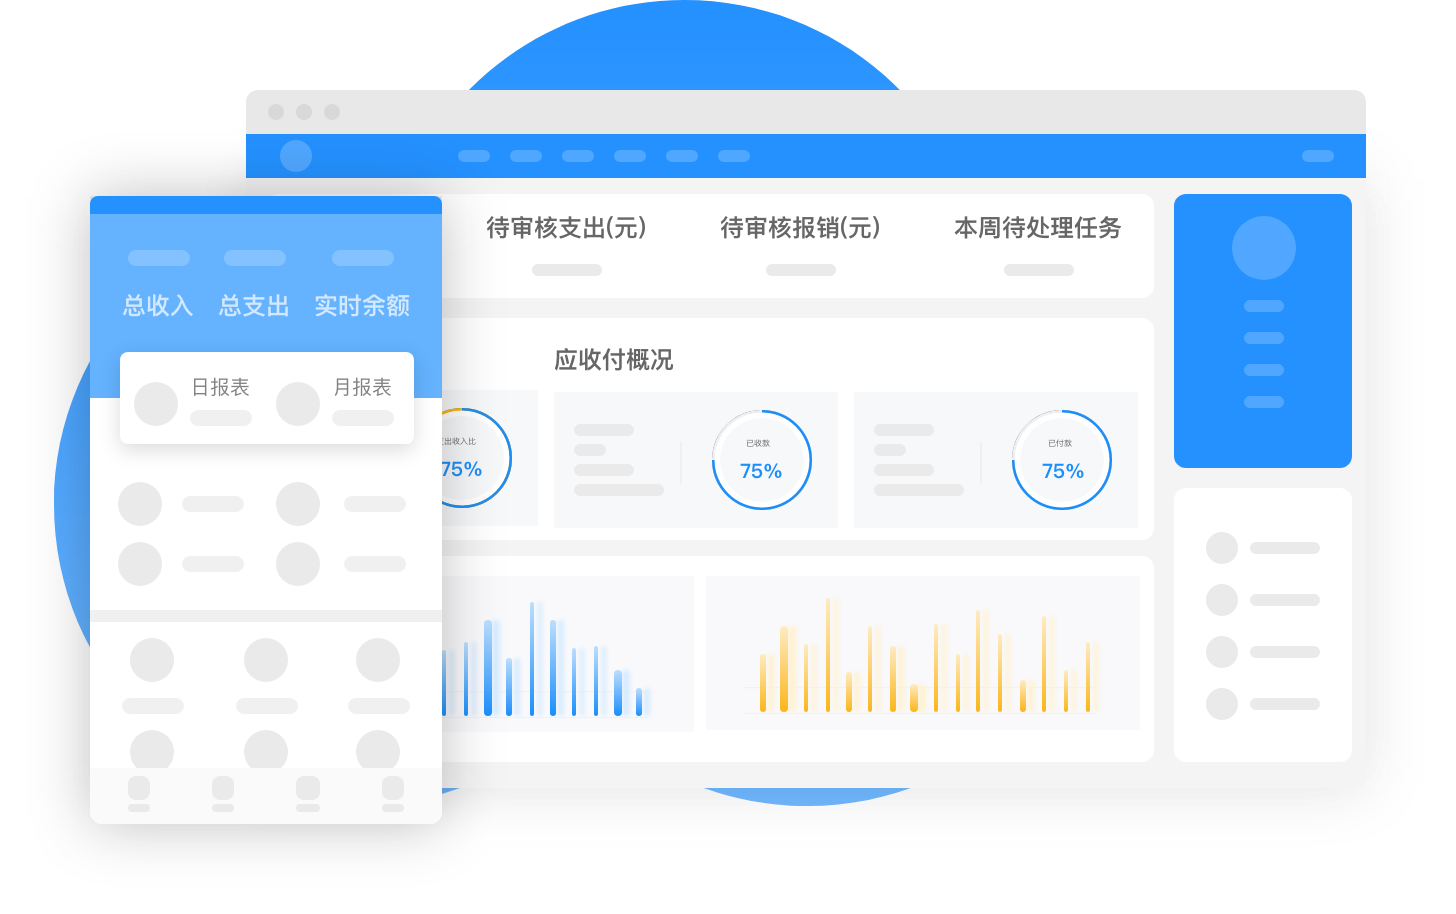 待审核支出(元)
待审核报销(元)
本周待处理任务
总收入
总支出
实时余额
日报表
月报表
应收付概况
支出收入比
75%
已收款
75%
已付款
75%